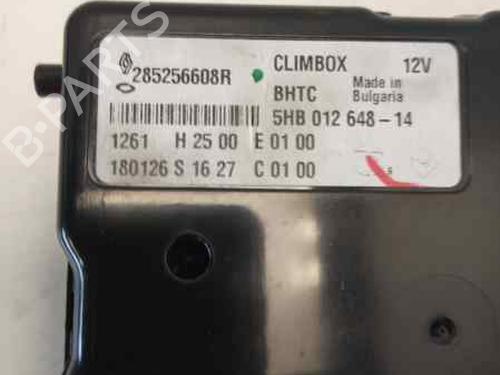 285256608R
CLIMBOX 12V
BHTC Made in Bulgaria
5HB 012 648-14
1261 H 25 00 E 01 00
180126 S 16 27 C 01 00
B-PARTS